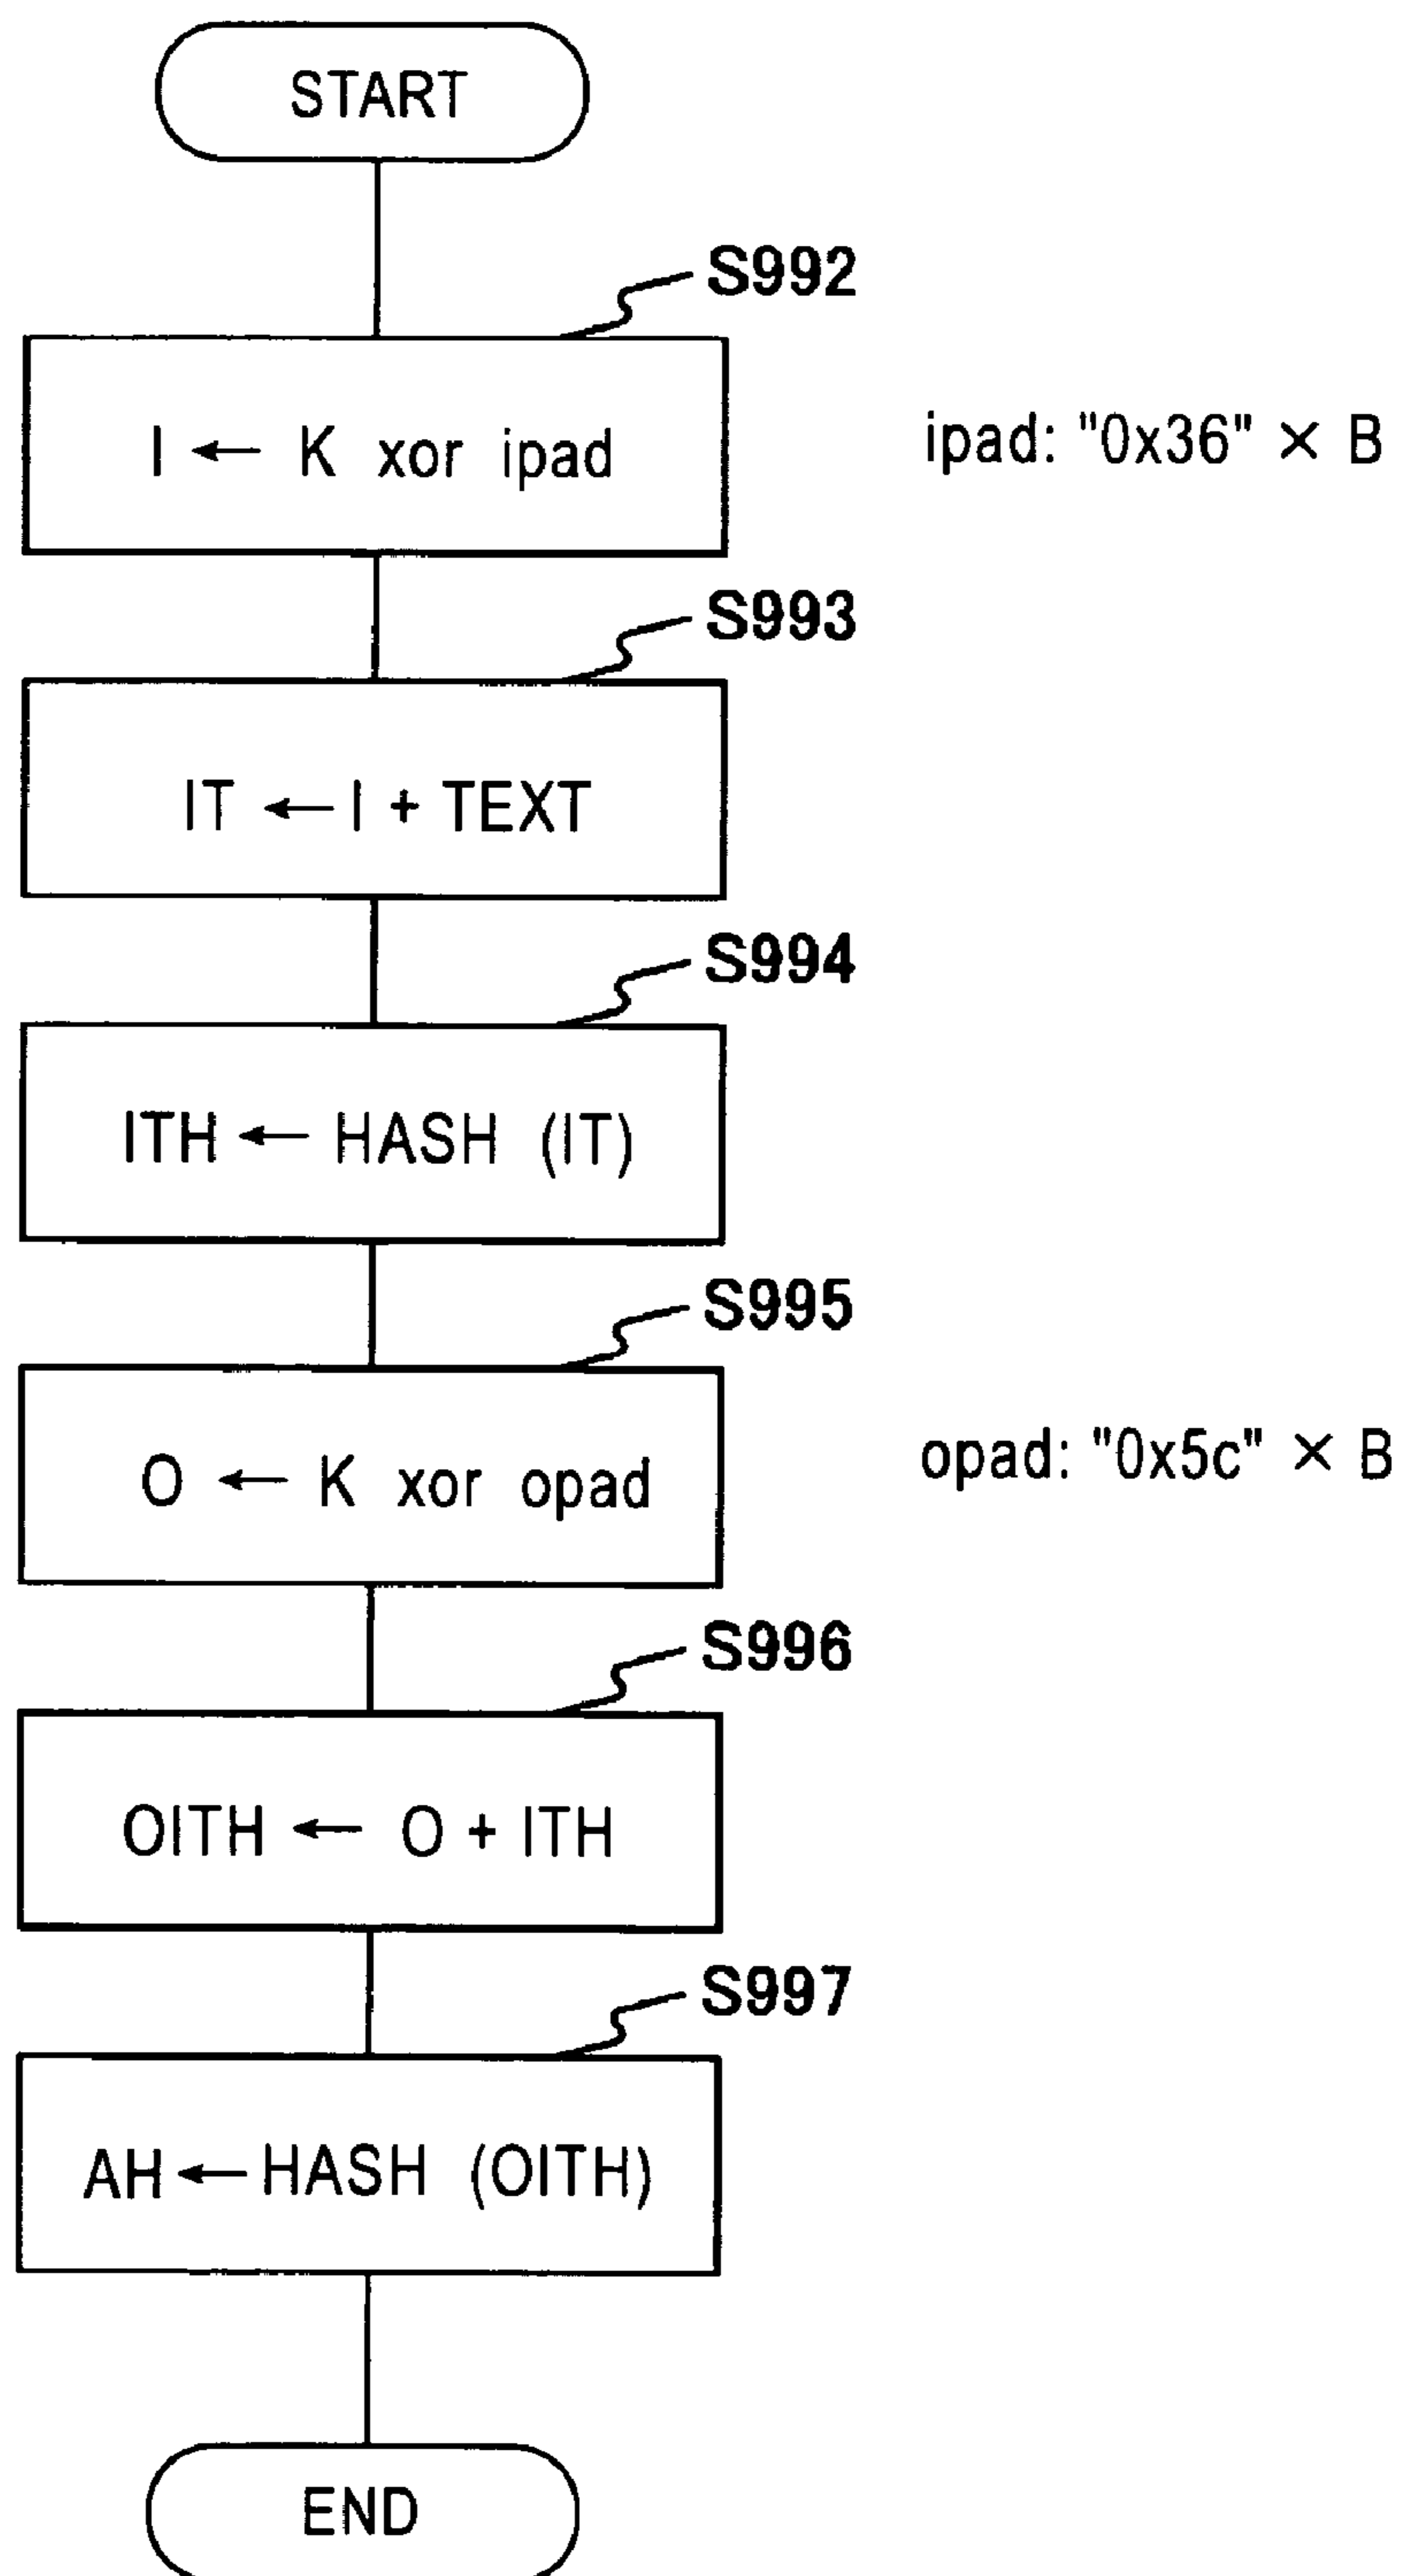 START
S992
I ← K xor ipad
ipad: "0x36" × B
S993
IT ← I + TEXT
S994
ITH ← HASH (IT)
S995
O ← K xor opad
opad: "0x5c" × B
S996
OITH ← O + ITH
S997
AH ← HASH (OITH)
END